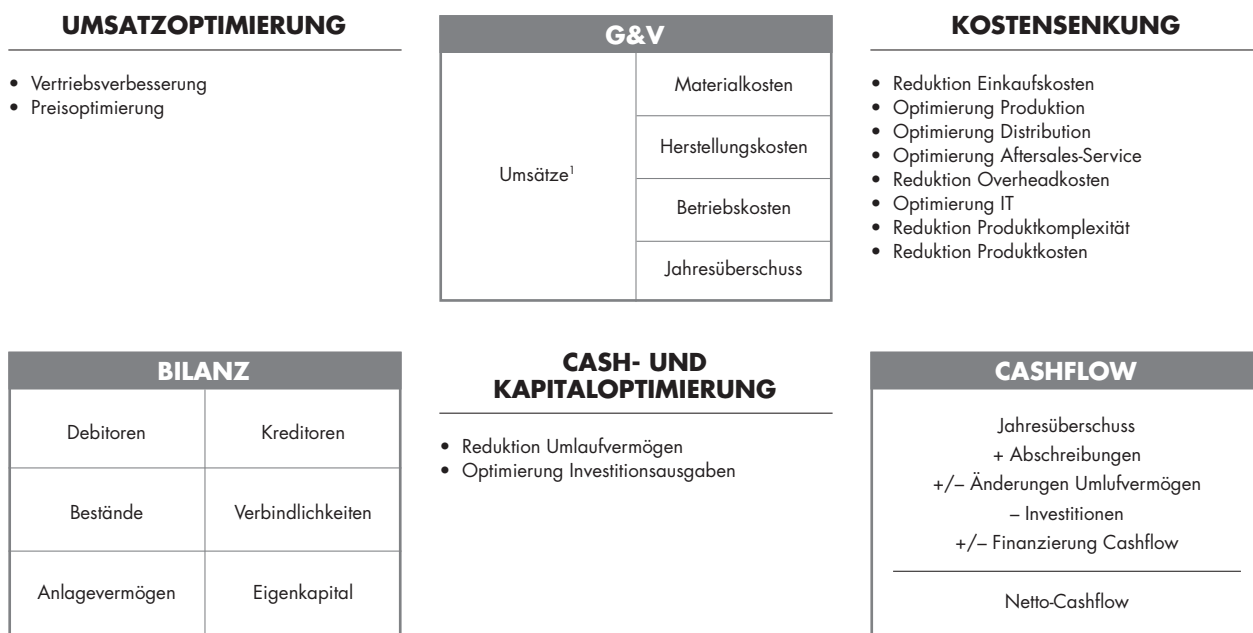 UMSATZOPTIMIERUNG
• Vertriebsverbesserung
• Preisoptimierung
G&V
Umsätze¹
Materialkosten
Herstellungskosten
Betriebskosten
Jahresüberschuss
KOSTENSENKUNG
• Reduktion Einkaufskosten
• Optimierung Produktion
• Optimierung Distribution
• Optimierung Aftersales-Service
• Reduktion Overheadkosten
• Optimierung IT
• Reduktion Produktkomplexität
• Reduktion Produktkosten
BILANZ
Debitoren
Kreditoren
Bestände
Verbindlichkeiten
Anlagevermögen
Eigenkapital
CASH- UND
KAPITALOPTIMIERUNG
• Reduktion Umlaufvermögen
• Optimierung Investitionsausgaben
CASHFLOW
Jahresüberschuss
+ Abschreibungen
+/– Änderungen Umlufvermögen
– Investitionen
+/– Finanzierung Cashflow
Netto-Cashflow